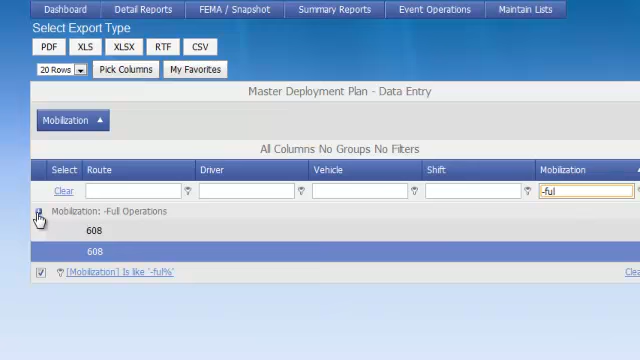 Dashboard Detail Reports FEMA / Snapshot Summary Reports Event Operations Maintain Lists
Select Export Type
PDF XLS XLSX RTF CSV
20 Rows Pick Columns My Favorites
Master Deployment Plan - Data Entry
Mobilization
All Columns No Groups No Filters
Select Route Driver Vehicle Shift Mobilization
Clear -ful
Mobilization: -Full Operations
608
608
[Mobilization] Is like '-ful%'